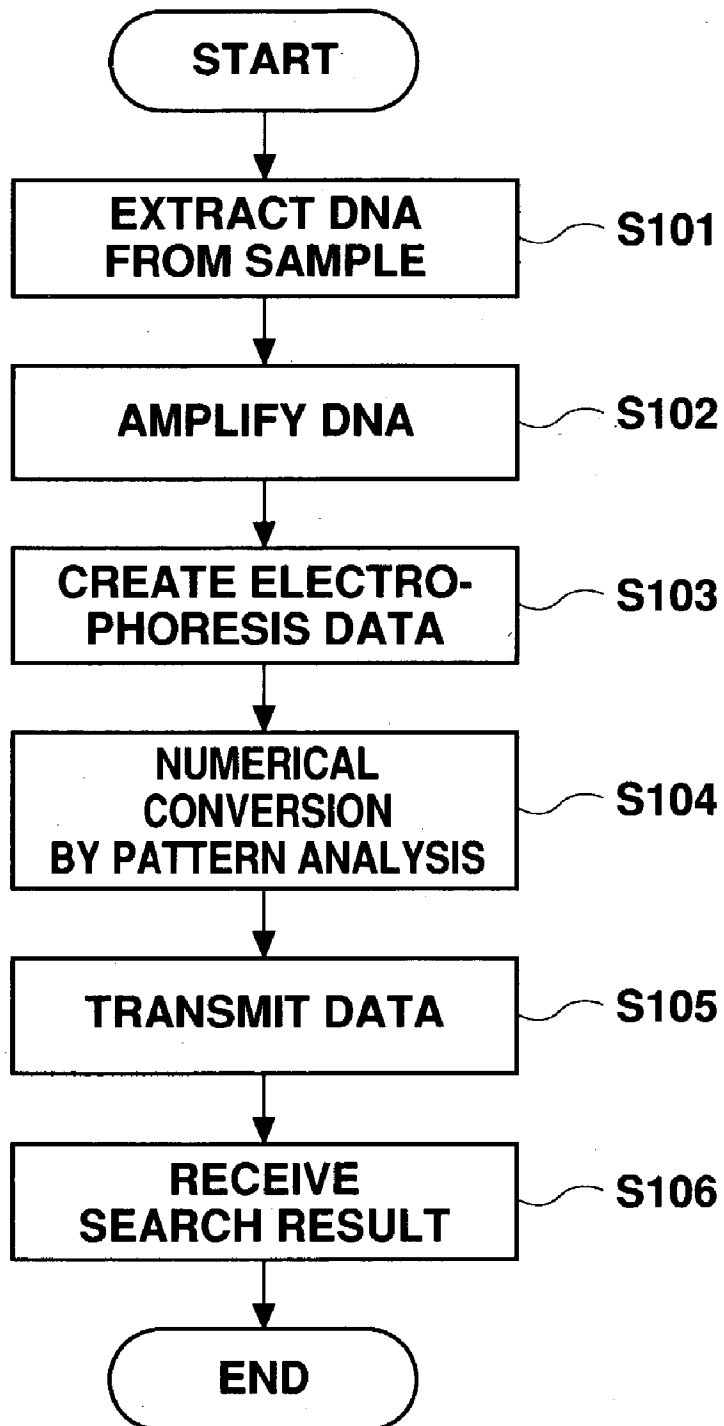 START
EXTRACT DNA
FROM SAMPLE
S101
AMPLIFY DNA
S102
CREATE ELECTRO-
PHORESIS DATA
S103
NUMERICAL
CONVERSION
BY PATTERN ANALYSIS
S104
TRANSMIT DATA
S105
RECEIVE
SEARCH RESULT
S106
END